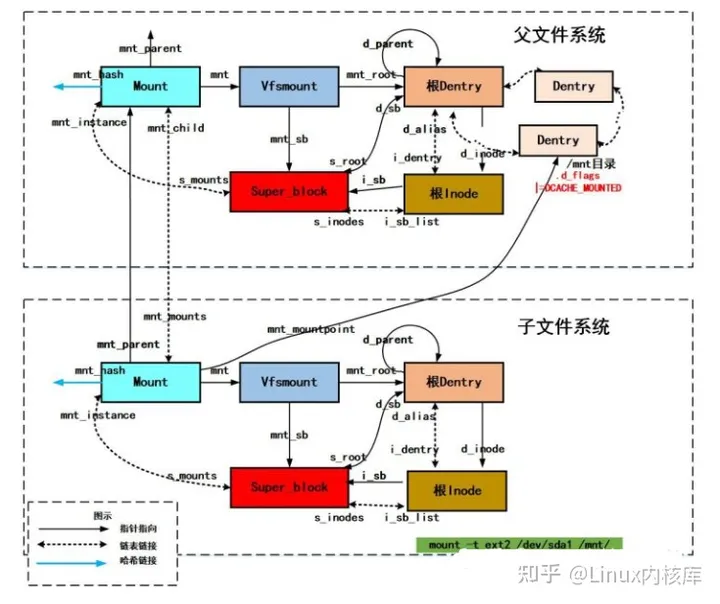 父文件系统
mnt_parent
d_parent
mnt_hash
mnt
mnt_root
Mount
Vfsmount
根Dentry
Dentry
mnt_instance
mnt_child
d_sb
mnt_sb
d_alias
Dentry
s_root
i_dentry
d_inode
/mnt目录
.d_flags
|=DCACHE_MOUNTED
s_mounts
i_sb
Super_block
根Inode
s_inodes
i_sb_list
子文件系统
mnt_mounts
mnt_mountpoint
mnt_parent
d_parent
mnt_hash
mnt
mnt_root
Mount
Vfsmount
根Dentry
mnt_instance
d_sb
d_alias
mnt_sb
i_dentry
d_inode
s_root
s_mounts
i_sb
Super_block
根Inode
s_inodes
i_sb_list
图示
指针指向
链表链接
哈希链接
mount -t ext2 /dev/sda1 /mnt/
知乎 @Linux内核库